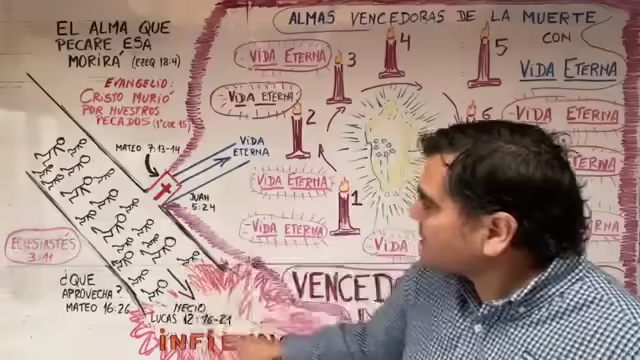 EL ALMA QUE
PECARE ESA
MORIRÁ (EZEQ 18:4)
EVANGELIO:
CRISTO MURIÓ
POR NUESTROS
PECADOS (1ª COR 15)
MATEO 7:13-14
VIDA
ETERNA
JUAN
5:24
ECLESIASTÉS
3:11
¿QUE
APROVECHA?
MATEO 16:26
NECIO
LUCAS 12:16-21
ALMAS VENCEDORAS DE LA MUERTE
CON
VIDA ETERNA
VIDA ETERNA
VIDA ETERNA
VIDA ETERNA
VIDA ETERNA
VIDA ETERNA
ETERNA
VIDA
1
2
3
4
5
6